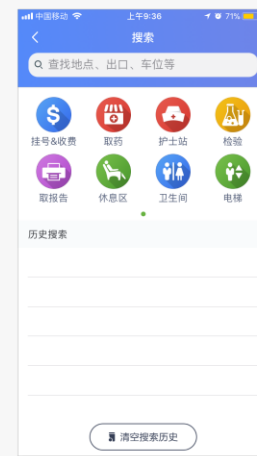 中国移动 上午9:36 71%
搜索
查找地点、出口、车位等
挂号&收费 取药 护士站 检验
取报告 休息区 卫生间 电梯
历史搜索
清空搜索历史